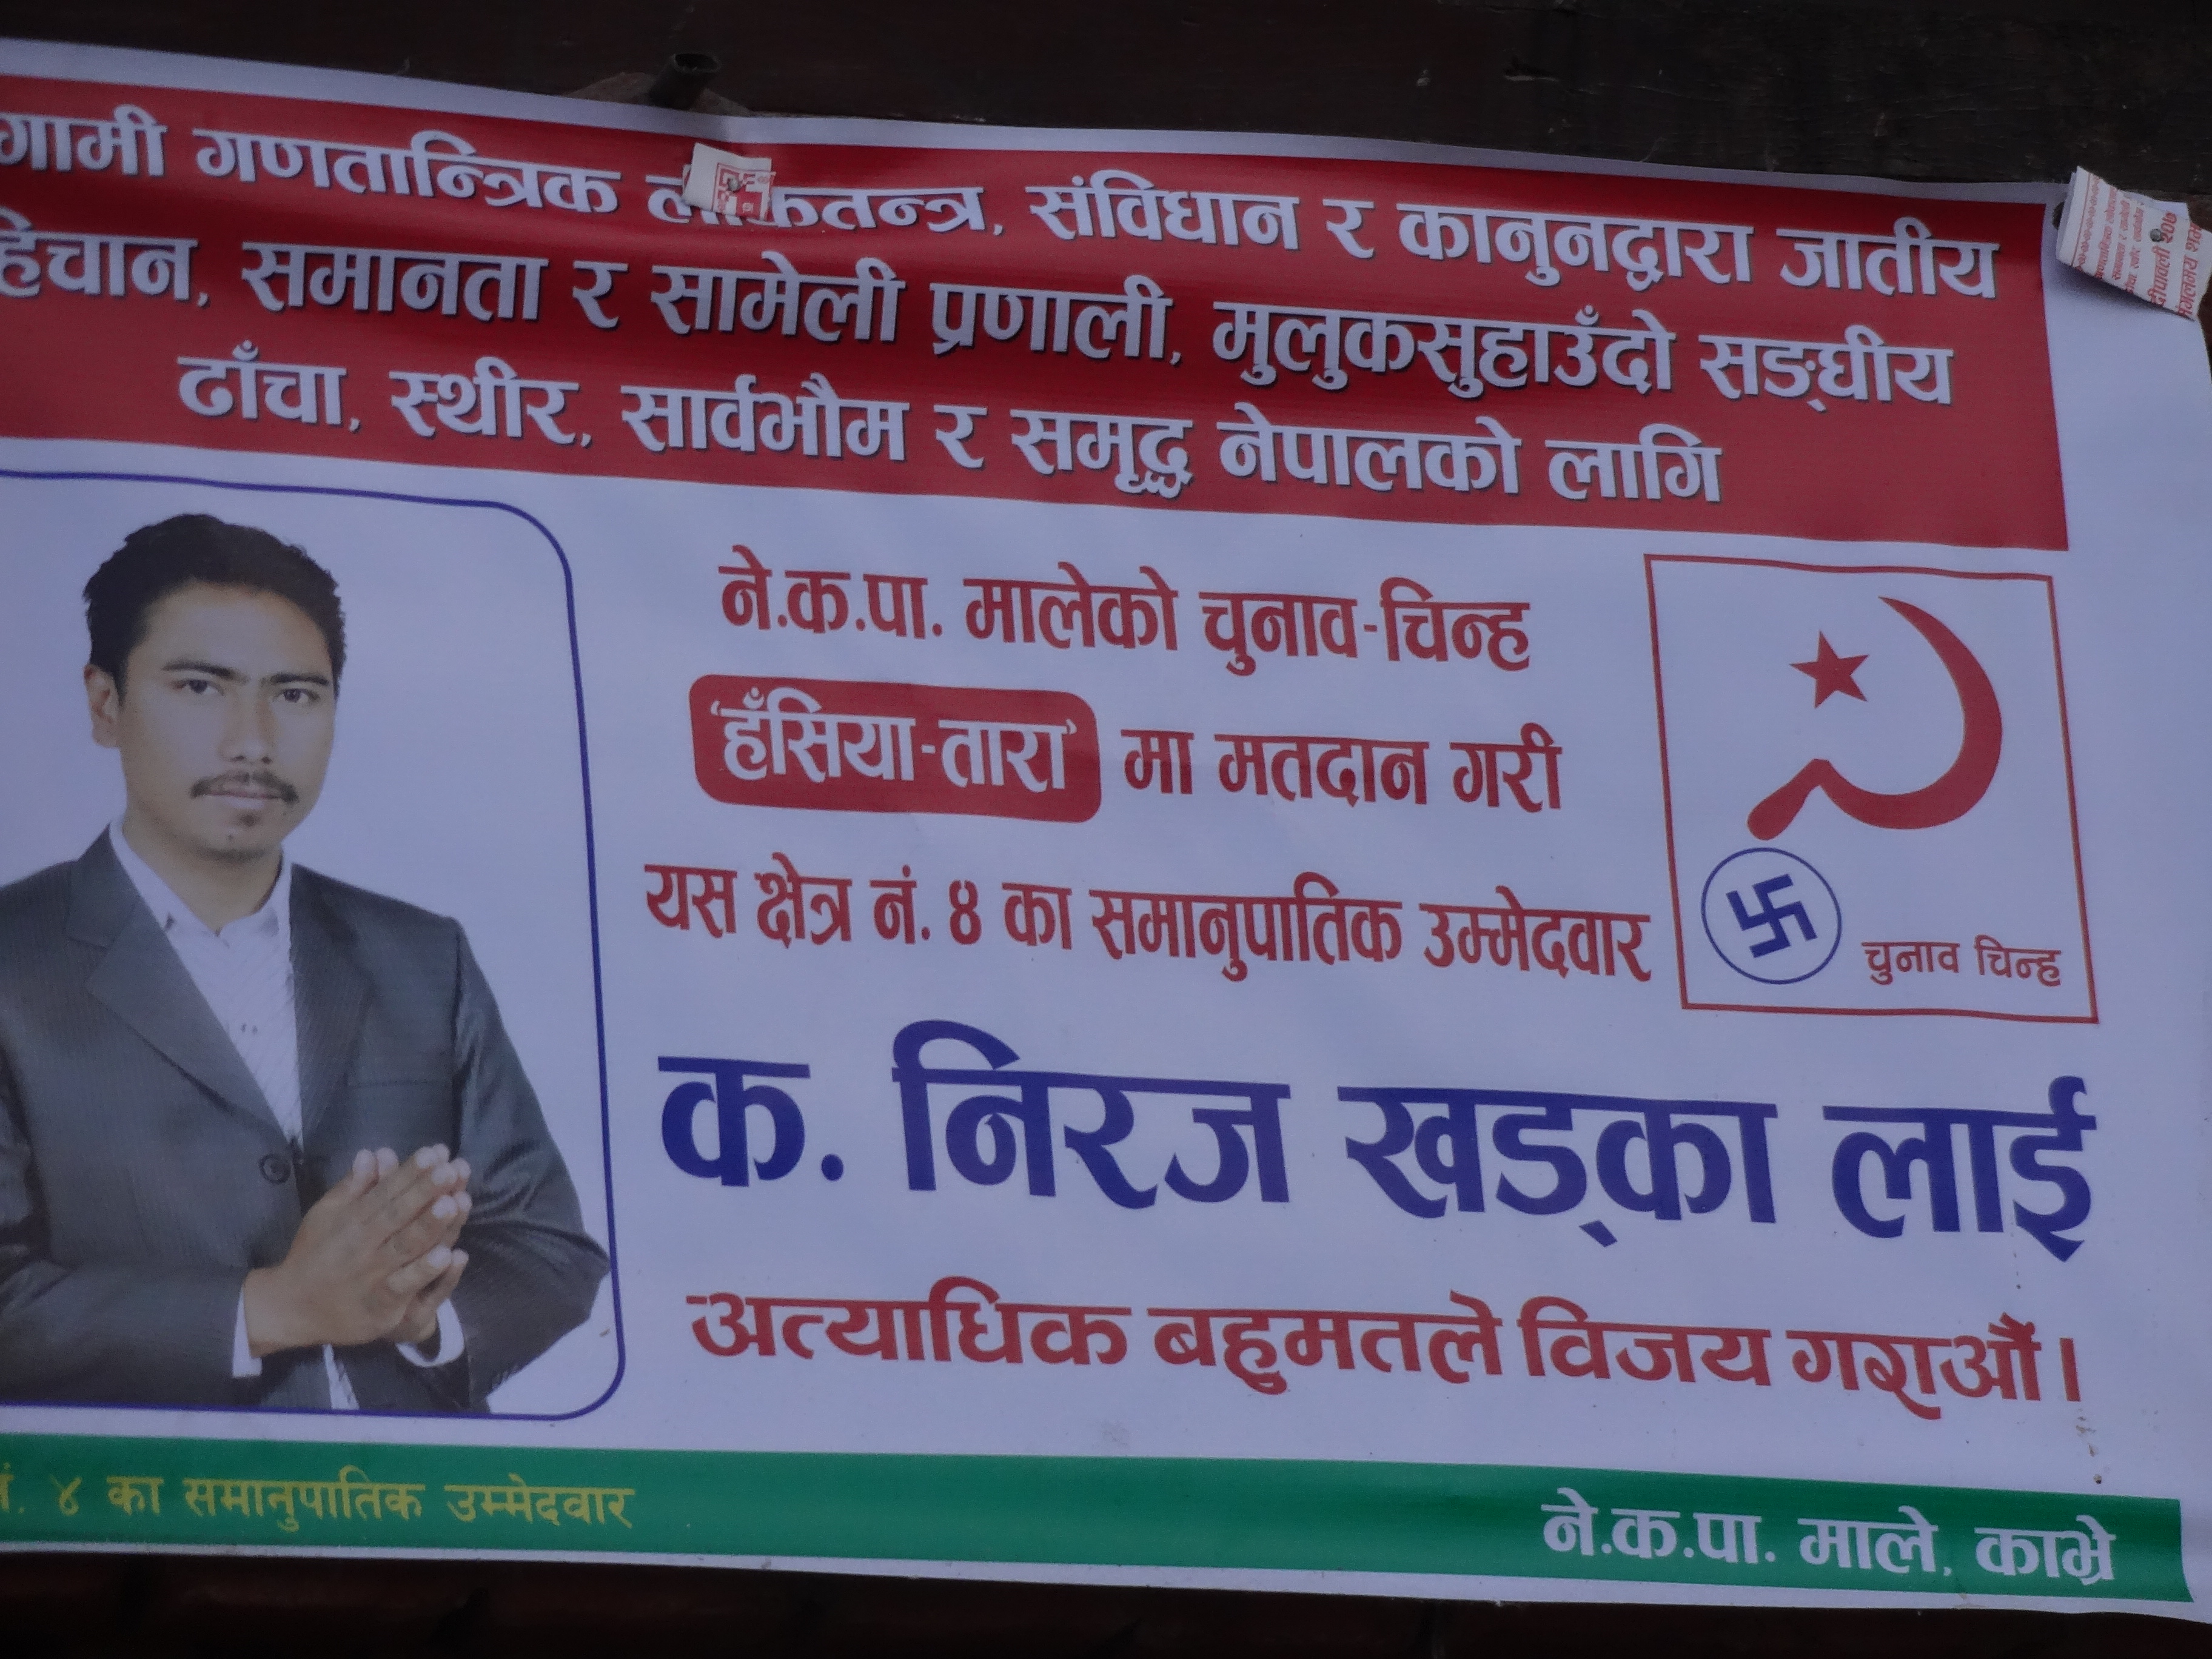 गामी गणतान्त्रिक लोकतन्त्र, संविधान र कानुनद्वारा जातीय
हिचान, समानता र सामेली प्रणाली, मुलुकसुहाउँदो सङ्घीय
ढाँचा, स्थीर, सार्वभौम र समृद्ध नेपालको लागि
ने.क.पा. मालेको चुनाव-चिन्ह
'हँसिया-तारा' मा मतदान गरी
यस क्षेत्र नं. ४ का समानुपातिक उम्मेदवार
चुनाव चिन्ह
क. निरज खड्का लाई
अत्याधिक बहुमतले विजय गराऔं।
नं. ४ का समानुपातिक उम्मेदवार
ने.क.पा. माले, काभ्रे